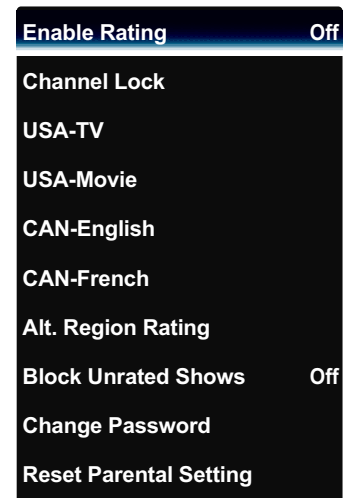 Enable Rating Off
Channel Lock
USA-TV
USA-Movie
CAN-English
CAN-French
Alt. Region Rating
Block Unrated Shows Off
Change Password
Reset Parental Setting